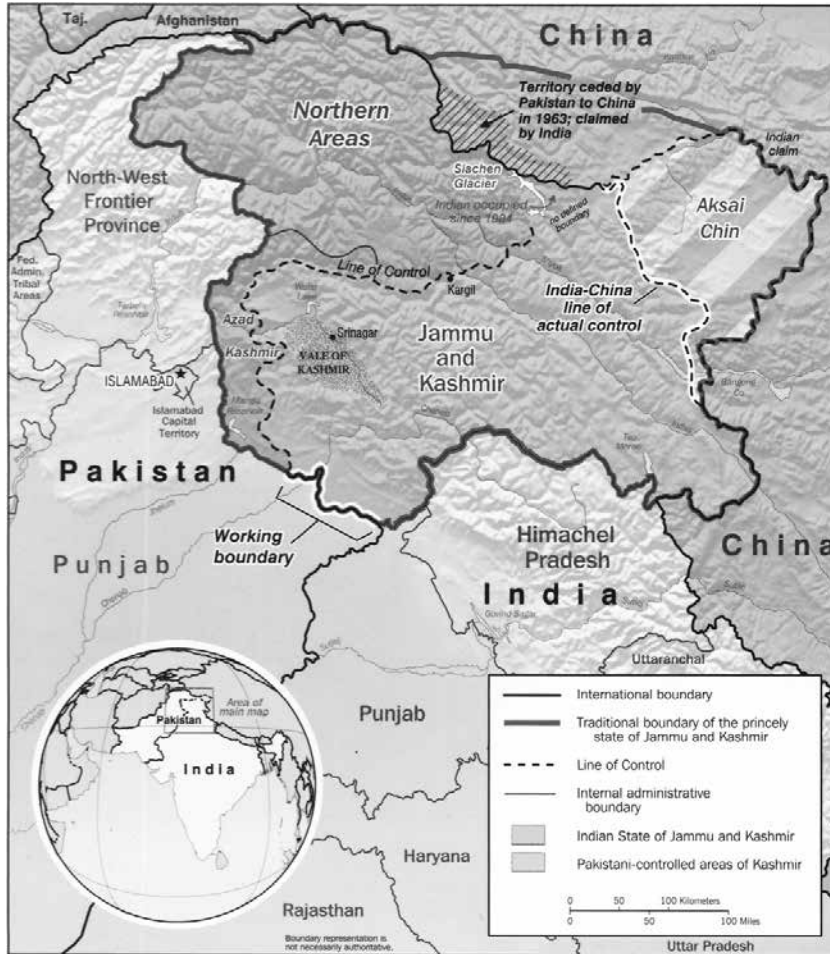 Taj.
Afghanistan
China
Territory ceded by
Pakistan to China
in 1963; claimed
by India
Northern
Areas
Indian
claim
Siachen
Glacier
North-West
Frontier
Province
Indian occupied
since 1984
no defined
boundary
Aksai
Chin
Fed.
Admin.
Tribal
Areas
Line of Control
Indus
Kargil
India-China
line of
actual control
Azad
Kashmir
Srinagar
VALE OF
KASHMIR
Jammu
and
Kashmir
ISLAMABAD
Islamabad
Capital
Territory
Indus
Pakistan
Working
boundary
Jhelum
Punjab
Chenab
Himachel
Pradesh
China
India
Sutlej
Uttaranchal
Sutlej
Area of
main map
Pakistan
India
Punjab
Haryana
Rajasthan
Boundary representation is
not necessarily authoritative.
International boundary
Traditional boundary of the princely
state of Jammu and Kashmir
Line of Control
Internal administrative
boundary
Indian State of Jammu and Kashmir
Pakistani-controlled areas of Kashmir
0 50 100 Kilometers
0 50 100 Miles
Uttar Pradesh